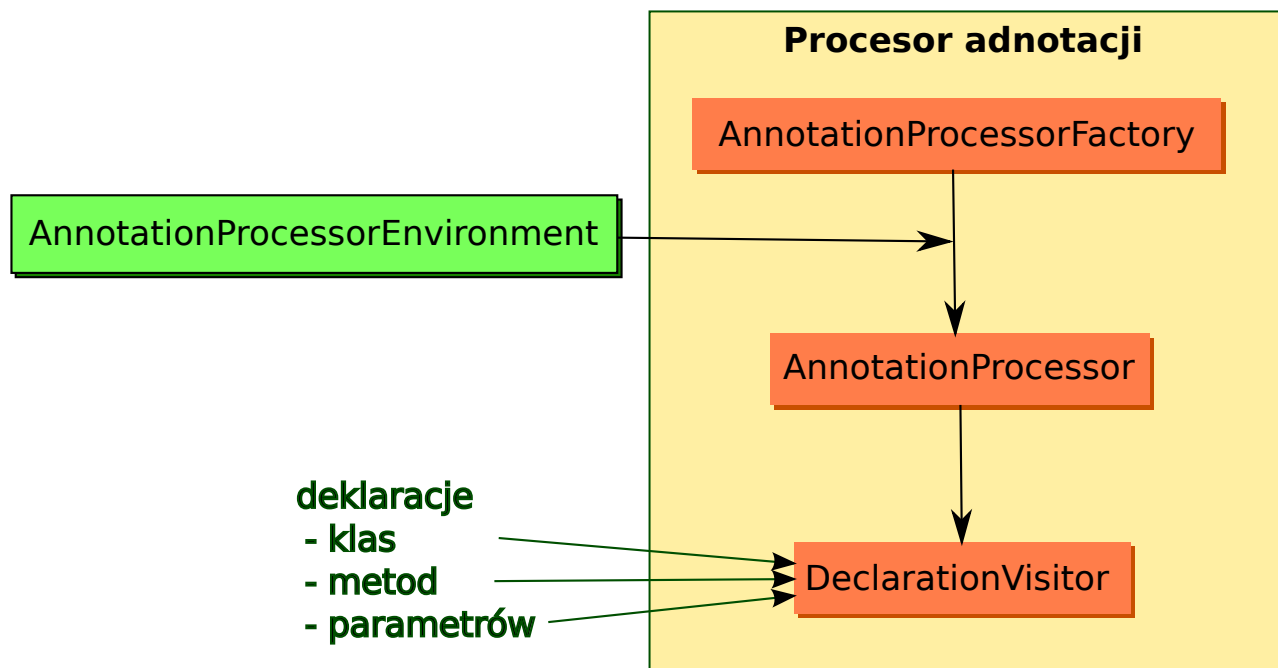 Procesor adnotacji
AnnotationProcessorFactory
AnnotationProcessorEnvironment
AnnotationProcessor
deklaracje
- klas
- metod
- parametrów
DeclarationVisitor